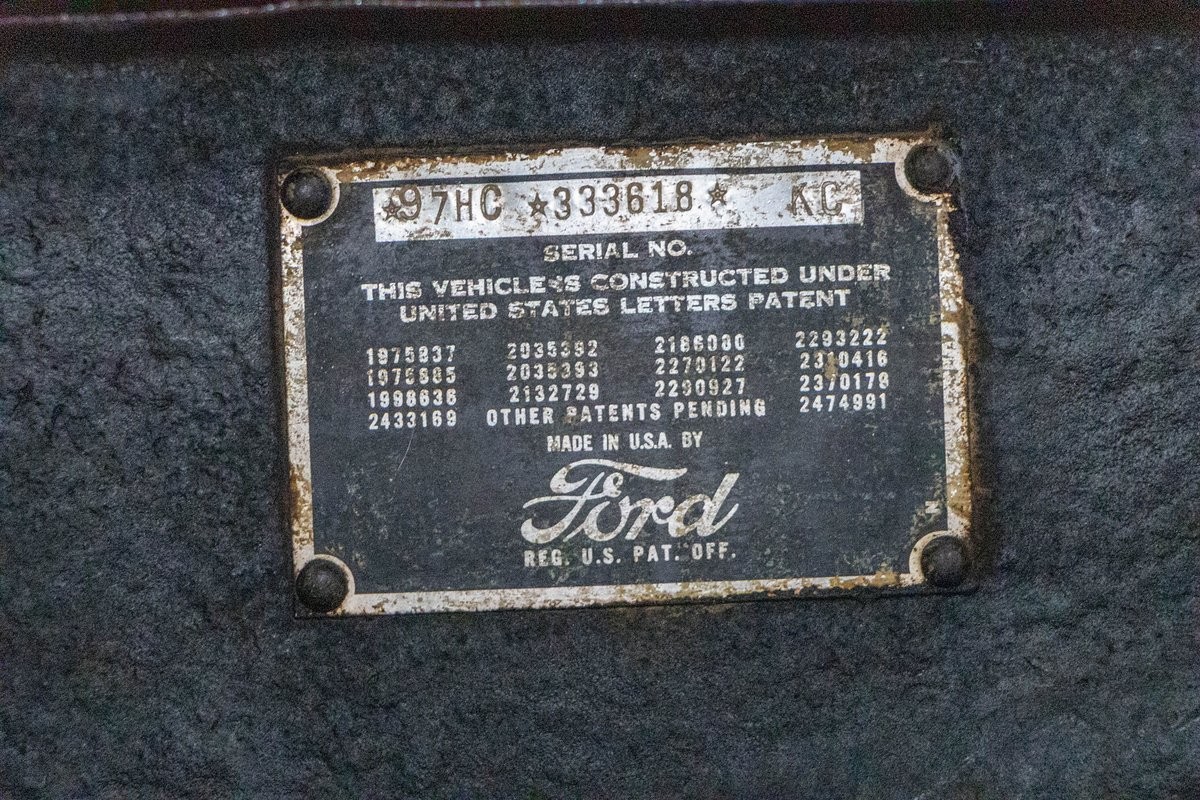 ★97HC ★333618★ KC
SERIAL NO.
THIS VEHICLE IS CONSTRUCTED UNDER
UNITED STATES LETTERS PATENT
1975837 2035392 2186080 2293222
1975885 2035393 2270122 2310416
1998636 2132729 2290927 2370178
2433169 OTHER PATENTS PENDING 2474991
MADE IN U.S.A. BY
Ford
REG. U.S. PAT. OFF.
N